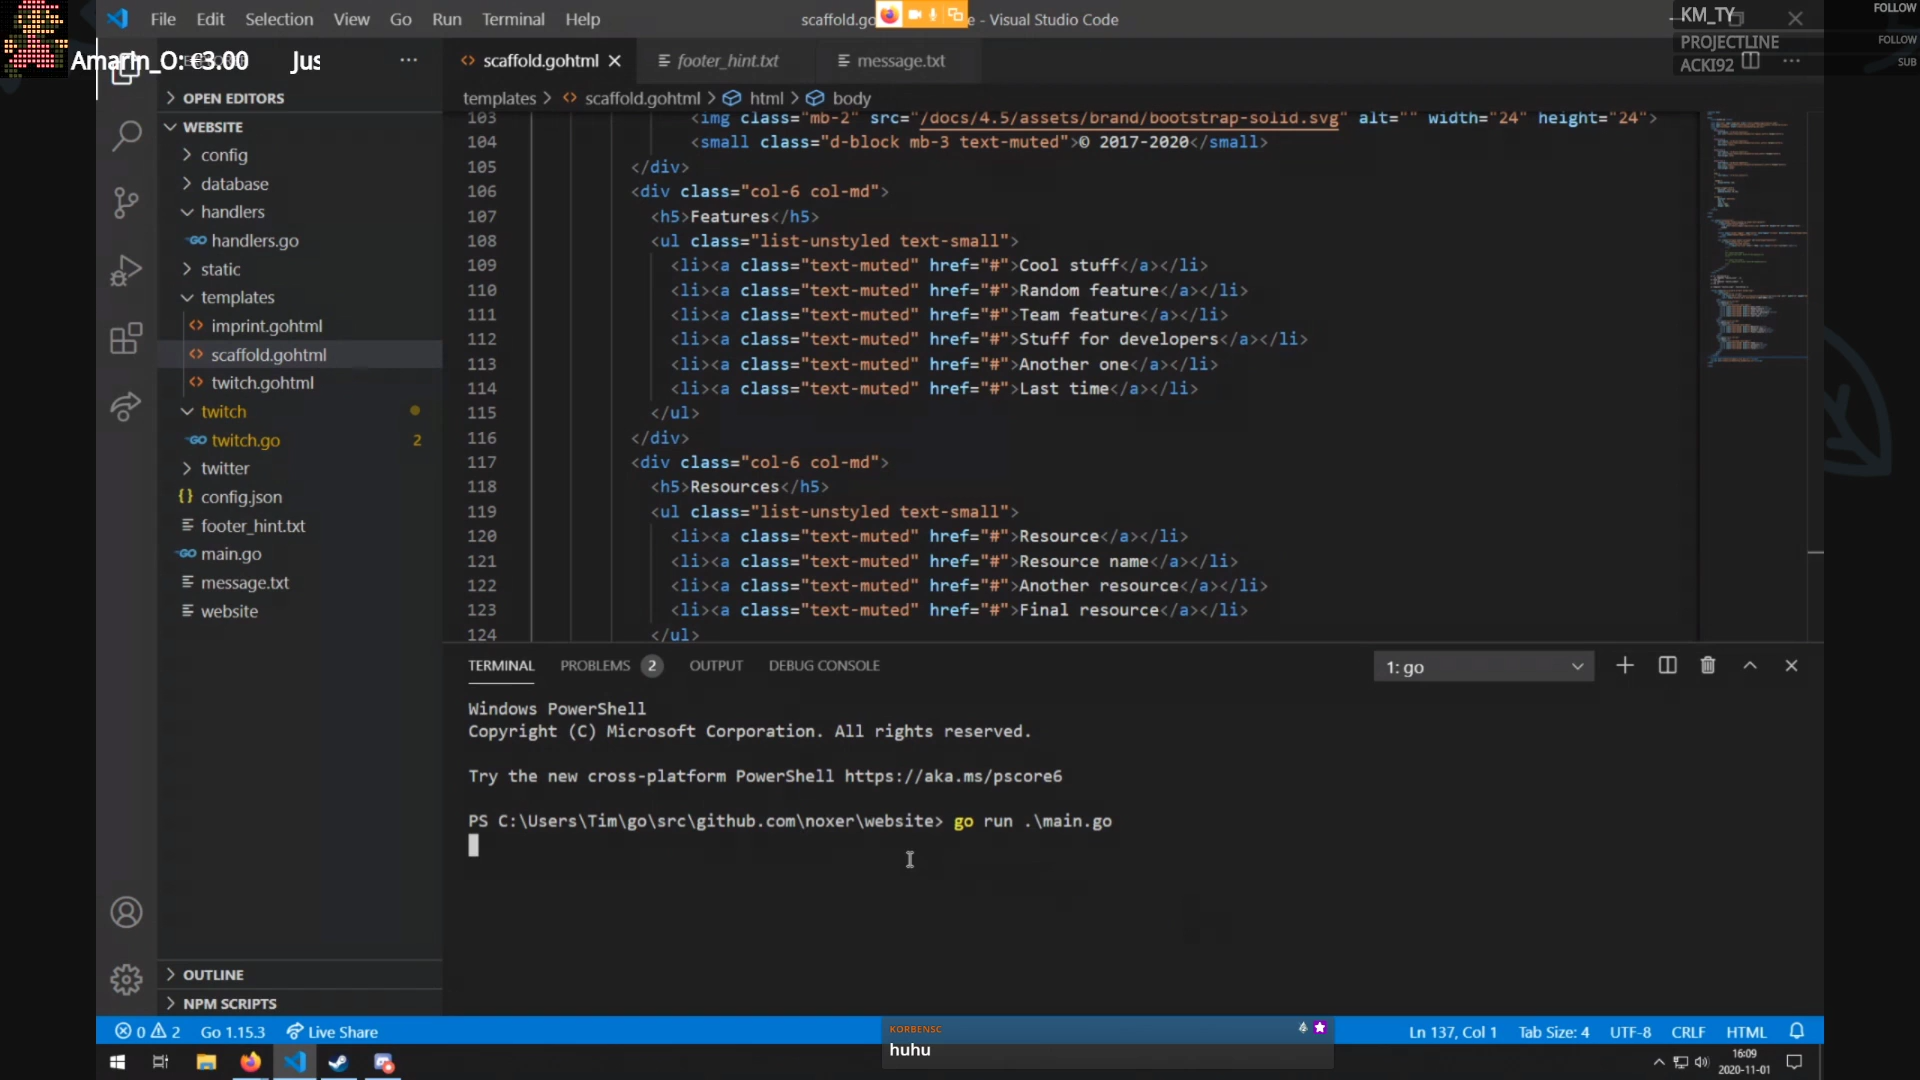 File Edit Selection View Go Run Terminal Help
scaffold.go
e - Visual Studio Code
KM_TY
FOLLOW
PROJECTLINE
FOLLOW
ACKI92
SUB
Amarin_O: €3.00 Jus
scaffold.gohtml
footer_hint.txt
message.txt
OPEN EDITORS
WEBSITE
config
database
handlers
handlers.go
static
templates
imprint.gohtml
scaffold.gohtml
twitch.gohtml
twitch
twitch.go 2
twitter
config.json
footer_hint.txt
main.go
message.txt
website
OUTLINE
NPM SCRIPTS
templates > scaffold.gohtml > html > body
103 <img class="mb-2" src="/docs/4.5/assets/brand/bootstrap-solid.svg" alt="" width="24" height="24">
104 <small class="d-block mb-3 text-muted">© 2017-2020</small>
105 </div>
106 <div class="col-6 col-md">
107 <h5>Features</h5>
108 <ul class="list-unstyled text-small">
109 <li><a class="text-muted" href="#">Cool stuff</a></li>
110 <li><a class="text-muted" href="#">Random feature</a></li>
111 <li><a class="text-muted" href="#">Team feature</a></li>
112 <li><a class="text-muted" href="#">Stuff for developers</a></li>
113 <li><a class="text-muted" href="#">Another one</a></li>
114 <li><a class="text-muted" href="#">Last time</a></li>
115 </ul>
116 </div>
117 <div class="col-6 col-md">
118 <h5>Resources</h5>
119 <ul class="list-unstyled text-small">
120 <li><a class="text-muted" href="#">Resource</a></li>
121 <li><a class="text-muted" href="#">Resource name</a></li>
122 <li><a class="text-muted" href="#">Another resource</a></li>
123 <li><a class="text-muted" href="#">Final resource</a></li>
124 </ul>
TERMINAL PROBLEMS 2 OUTPUT DEBUG CONSOLE
1: go
Windows PowerShell
Copyright (C) Microsoft Corporation. All rights reserved.
Try the new cross-platform PowerShell https://aka.ms/pscore6
PS C:\Users\Tim\go\src\github.com\noxer\website> go run .\main.go
0 2 Go 1.15.3 Live Share
KORBENSC
huhu
Ln 137, Col 1 Tab Size: 4 UTF-8 CRLF HTML
16:09
2020-11-01